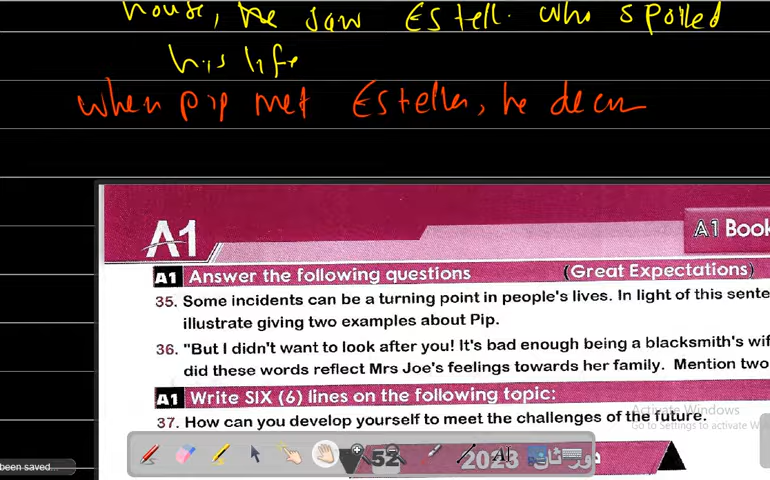 house, he saw Estell. who spoiled
his life
when pip met Estella, he decu
A1
A1 Book
A1 Answer the following questions (Great Expectations)
35. Some incidents can be a turning point in people's lives. In light of this sente
illustrate giving two examples about Pip.
36. "But I didn't want to look after you! It's bad enough being a blacksmith's wif
did these words reflect Mrs Joe's feelings towards her family. Mention two
A1 Write SIX (6) lines on the following topic:
37. How can you develop yourself to meet the challenges of the future.
Activate Windows
Go to Settings to activate W
52
2023 ور ثان
been saved...